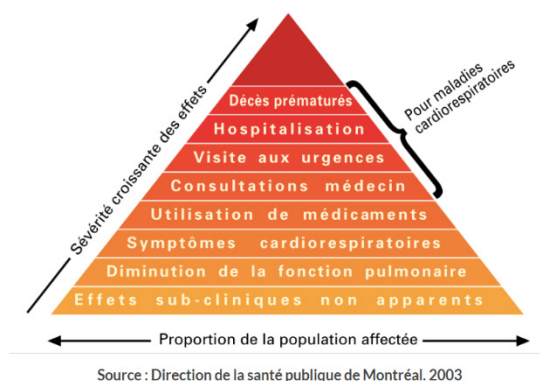 Sévérité croissante des effets
Pour maladies
cardiorespiratoires
Décès prématurés
Hospitalisation
Visite aux urgences
Consultations médecin
Utilisation de médicaments
Symptômes cardiorespiratoires
Diminution de la fonction pulmonaire
Effets sub-cliniques non apparents
Proportion de la population affectée
Source : Direction de la santé publique de Montréal, 2003